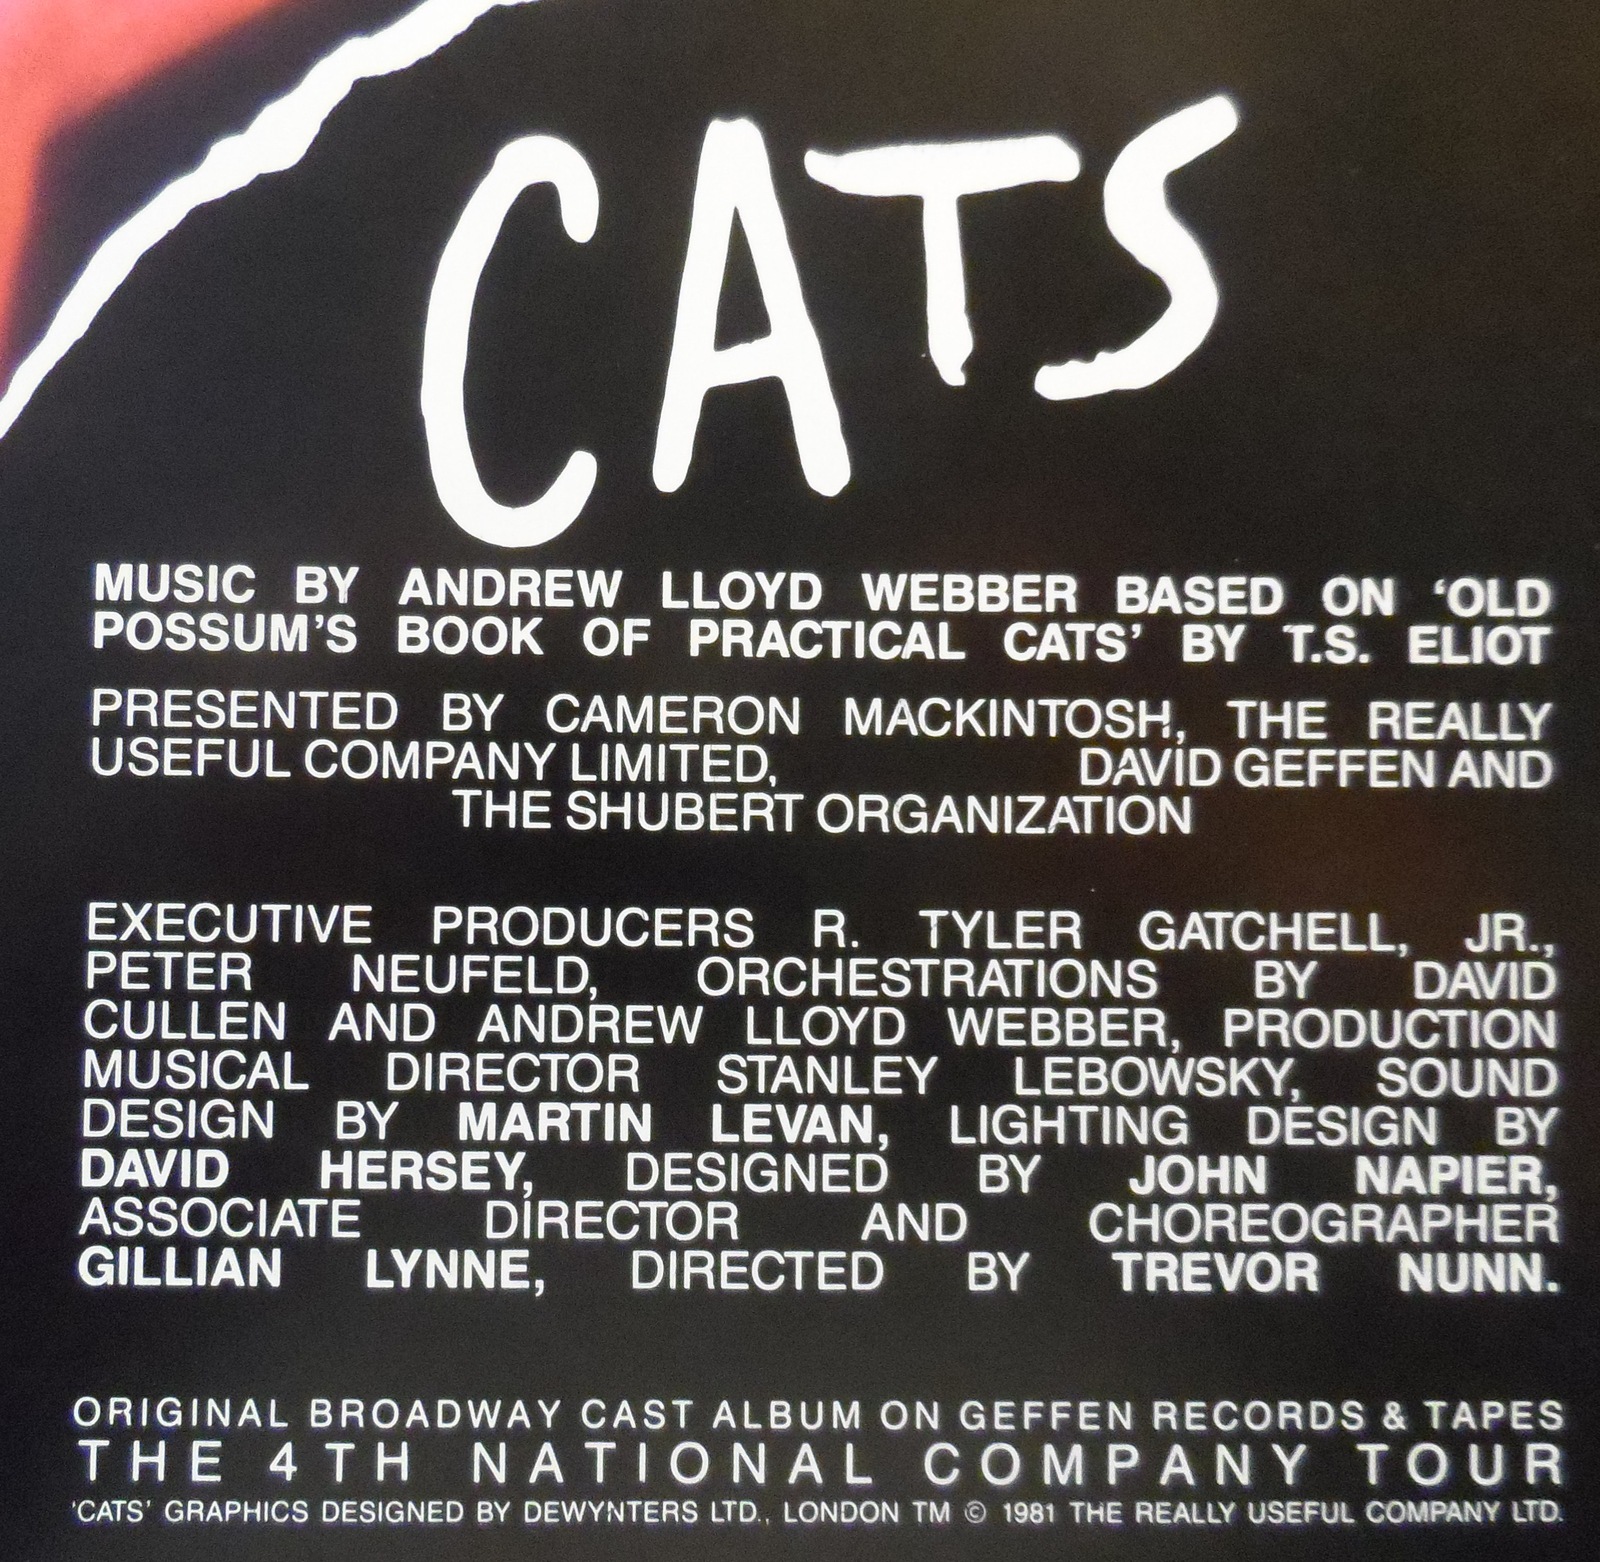 CATS
MUSIC BY ANDREW LLOYD WEBBER BASED ON ‘OLD
POSSUM’S BOOK OF PRACTICAL CATS’ BY T.S. ELIOT
PRESENTED BY CAMERON MACKINTOSH, THE REALLY
USEFUL COMPANY LIMITED, DAVID GEFFEN AND
THE SHUBERT ORGANIZATION
EXECUTIVE PRODUCERS R. TYLER GATCHELL, JR.,
PETER NEUFELD, ORCHESTRATIONS BY DAVID
CULLEN AND ANDREW LLOYD WEBBER, PRODUCTION
MUSICAL DIRECTOR STANLEY LEBOWSKY, SOUND
DESIGN BY MARTIN LEVAN, LIGHTING DESIGN BY
DAVID HERSEY, DESIGNED BY JOHN NAPIER,
ASSOCIATE DIRECTOR AND CHOREOGRAPHER
GILLIAN LYNNE, DIRECTED BY TREVOR NUNN.
ORIGINAL BROADWAY CAST ALBUM ON GEFFEN RECORDS & TAPES
THE 4TH NATIONAL COMPANY TOUR
‘CATS’ GRAPHICS DESIGNED BY DEWYNTERS LTD., LONDON TM © 1981 THE REALLY USEFUL COMPANY LTD.